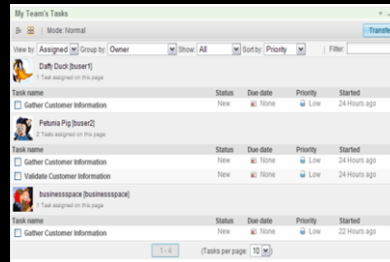 My Team's Tasks
Mode: Normal
Transfe
View by: Assigned Group by: Owner Show: All Sort by: Priority Filter:
Daffy Duck [buser1]
1 Task assigned on this page
Task name Status Due date Priority Started
Gather Customer Information New None Low 24 Hours ago
Petunia Pig [buser2]
2 Tasks assigned on this page
Task name Status Due date Priority Started
Gather Customer Information New None Low 24 Hours ago
Validate Customer Information New None Low 24 Hours ago
businessspace [businessspace]
1 Task assigned on this page
Task name Status Due date Priority Started
Gather Customer Information New None Low 22 Hours ago
1 - 4 (Tasks per page: 10)